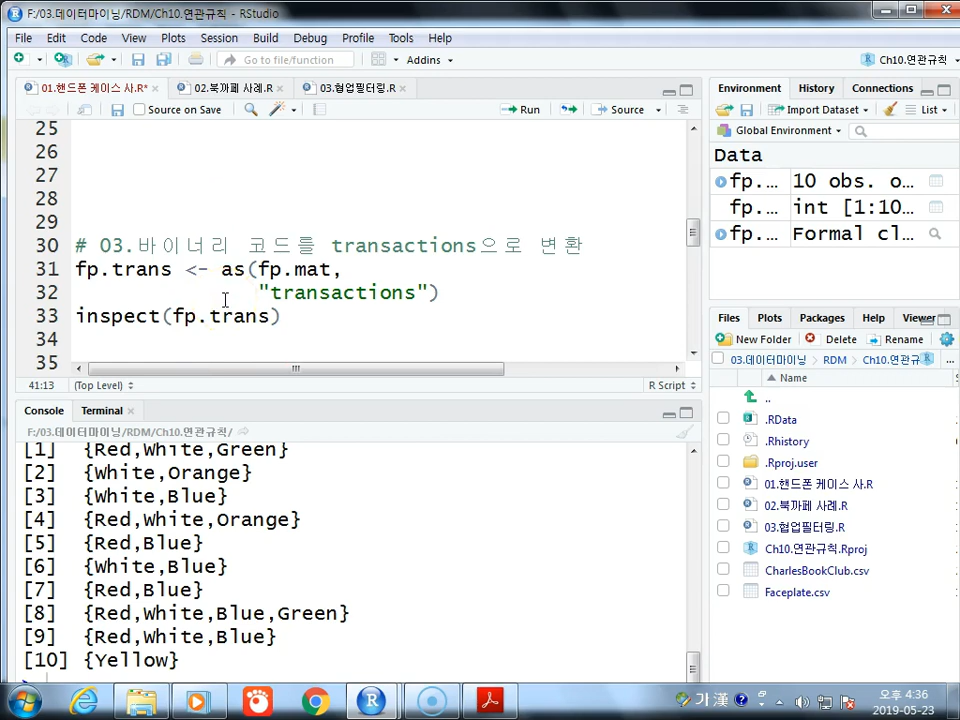 F:/03.데이터마이닝/RDM/Ch10.연관규칙 - RStudio
File Edit Code View Plots Session Build Debug Profile Tools Help
Go to file/function Addins Ch10.연관규칙
01.핸드폰 케이스 사.R* 02.북까페 사례.R 03.협업필터링.R
Source on Save Run Source
25
26
27
28
29
30 # 03.바이너리 코드를 transactions으로 변환
31 fp.trans <- as(fp.mat,
32 "transactions")
33 inspect(fp.trans)
34
35
41:13 (Top Level) R Script
Console Terminal
F:/03.데이터마이닝/RDM/Ch10.연관규칙/
[1] {Red,White,Green}
[2] {White,Orange}
[3] {White,Blue}
[4] {Red,White,Orange}
[5] {Red,Blue}
[6] {White,Blue}
[7] {Red,Blue}
[8] {Red,White,Blue,Green}
[9] {Red,White,Blue}
[10] {Yellow}
Environment History Connections
Import Dataset List
Global Environment
Data
fp.... 10 obs. o...
fp.... int [1:10...
fp.... Formal cl...
Files Plots Packages Help Viewer
New Folder Delete Rename
03.데이터마이닝 RDM Ch10.연관규칙 ...
Name
..
.RData
.Rhistory
.Rproj.user
01.핸드폰 케이스 사.R
02.북까페 사례.R
03.협업필터링.R
Ch10.연관규칙.Rproj
CharlesBookClub.csv
Faceplate.csv
가 漢
오후 4:36
2019-05-23